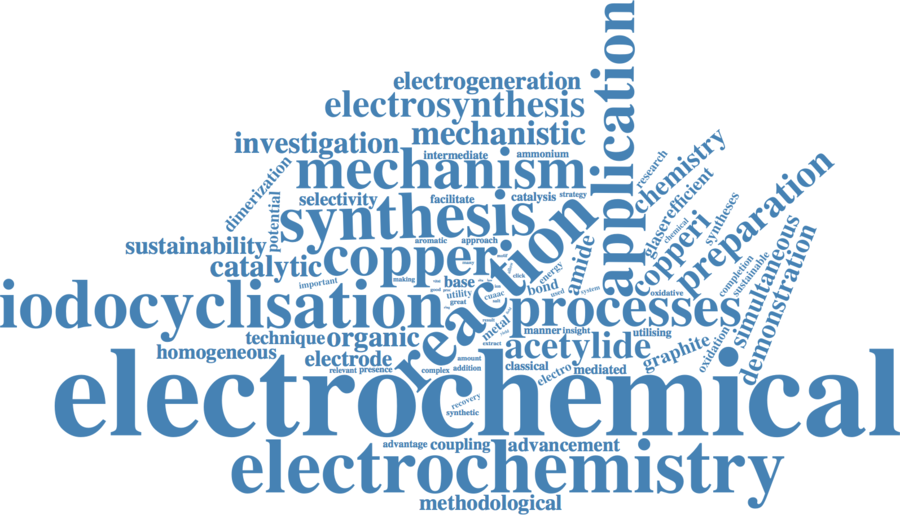 electrogeneration
electrosynthesis
application
investigation
mechanistic
mechanism
intermediate
ammonium
research
chemistry
dimerization
potential
selectivity
facilitate
catalysis
strategy
synthesis
glaser
efficient
chemical
syntheses
preparation
sustainability
aromatic
approach
reaction
amide
copperi
catalytic
copper
important
making
base
click
energy
bond
used
system
oxidative
completion
sustainable
simultaneous
demonstration
iodocyclisation
good
utility
great
cuaac
processes
metal
technique
organic
manner
insight
utilising
extract
acetylide
graphite
oxidation
homogeneous
electrode
relevant
presence
complex
amount
addition
classical
electro
mediated
electrochemical
recovery
synthetic
advantage
coupling
advancement
electrochemistry
methodological